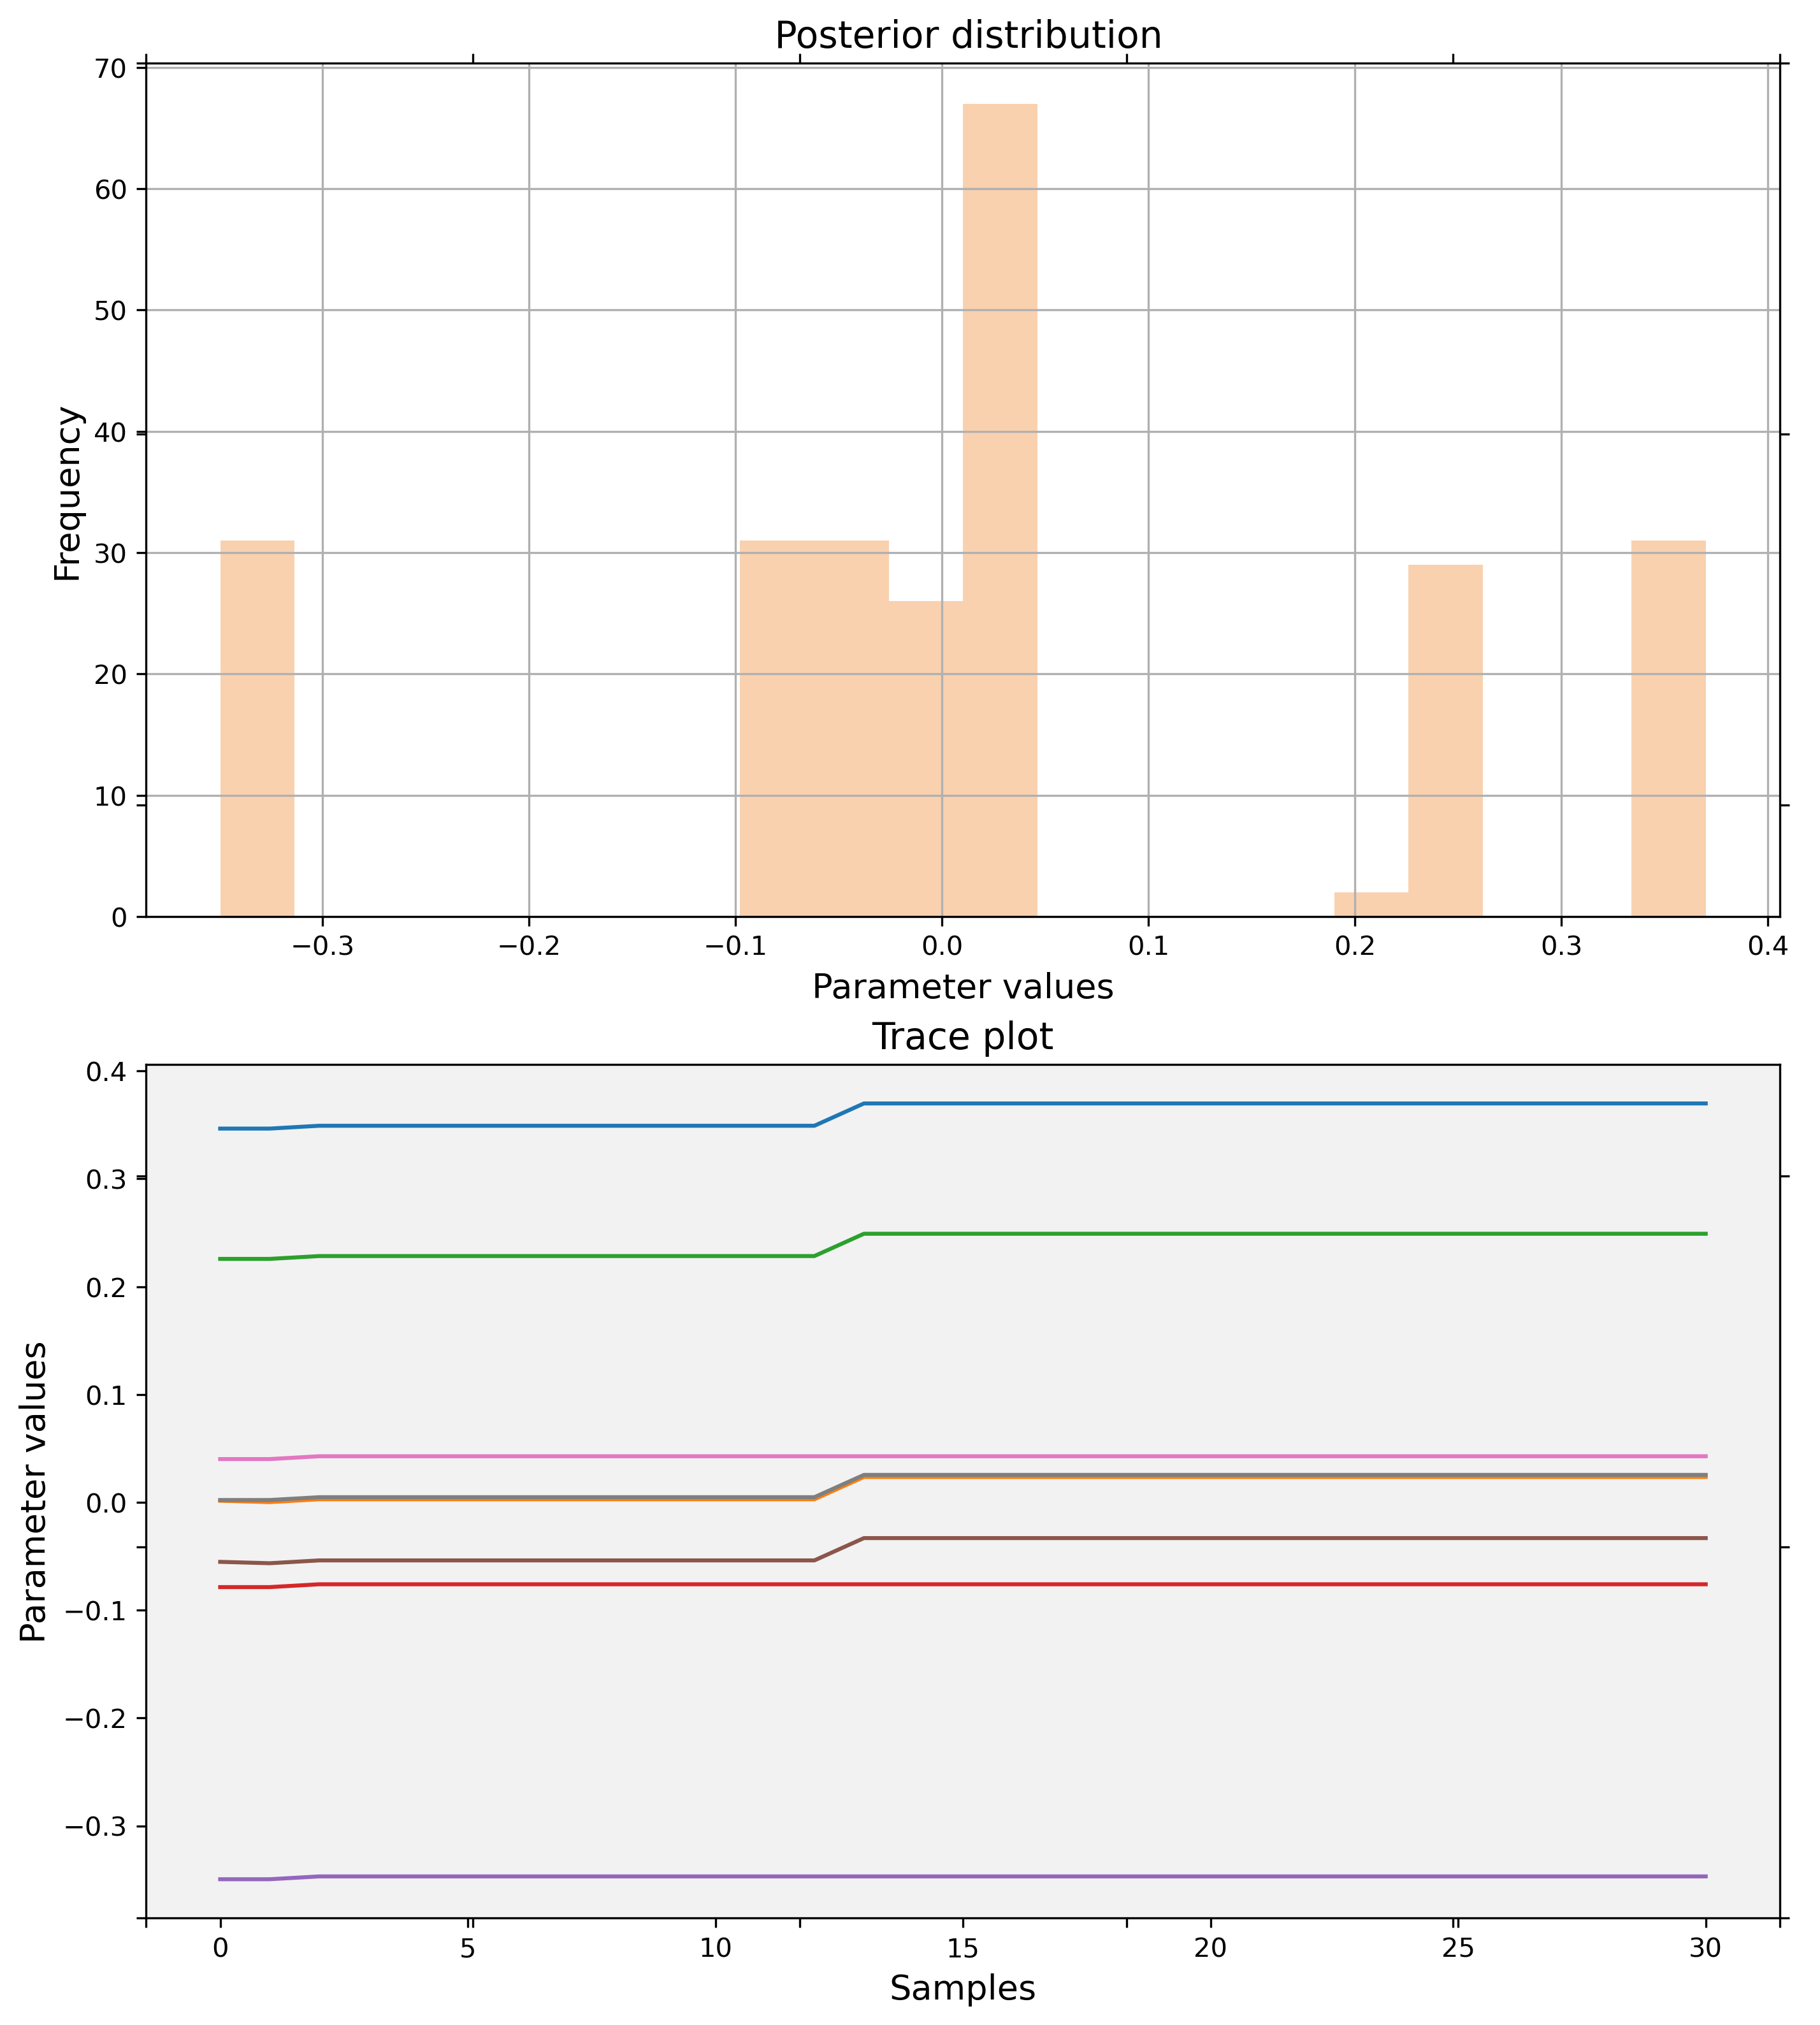 Posterior distribution
70
60
50
40
30
20
10
0
Frequency
−0.3 −0.2 −0.1 0.0 0.1 0.2 0.3 0.4
Parameter values
Trace plot
0.4
0.3
0.2
0.1
0.0
−0.1
−0.2
−0.3
Parameter values
0 5 10 15 20 25 30
Samples